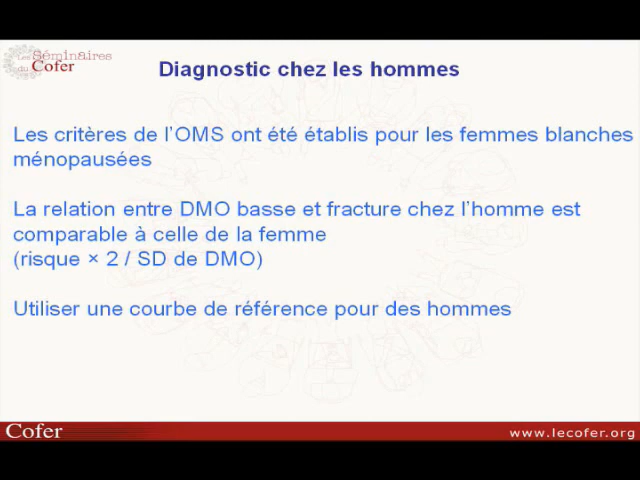 Les Séminaires
du Cofer
Diagnostic chez les hommes
Les critères de l'OMS ont été établis pour les femmes blanches
ménopausées
La relation entre DMO basse et fracture chez l'homme est
comparable à celle de la femme
(risque × 2 / SD de DMO)
Utiliser une courbe de référence pour des hommes
Cofer
www.lecofer.org